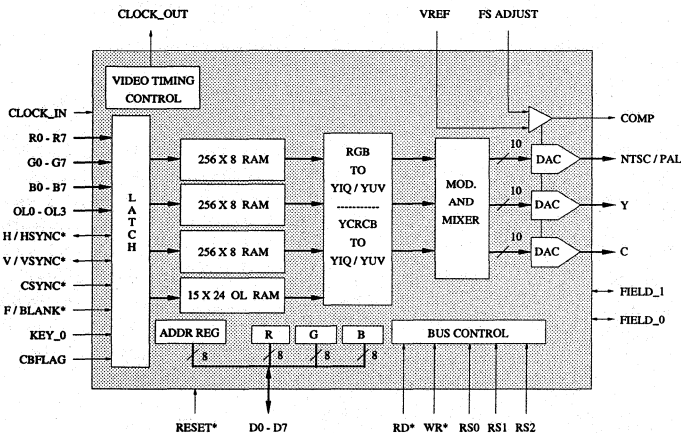 CLOCK_OUT
VREF
FS ADJUST
VIDEO TIMING
CONTROL
CLOCK_IN
R0 - R7
G0 - G7
B0 - B7
OL0 - OL3
H / HSYNC*
V / VSYNC*
CSYNC*
F / BLANK*
KEY_0
CBFLAG
LATCH
256 X 8 RAM
256 X 8 RAM
256 X 8 RAM
15 X 24 OL RAM
RGB
TO
YIQ / YUV
YCRCB
TO
YIQ / YUV
MOD.
AND
MIXER
10
DAC
10
DAC
10
DAC
COMP
NTSC / PAL
Y
C
FIELD_1
FIELD_0
ADDR REG
R
G
B
8
8
8
8
BUS CONTROL
RESET*
D0 - D7
RD*
WR*
RS0
RS1
RS2